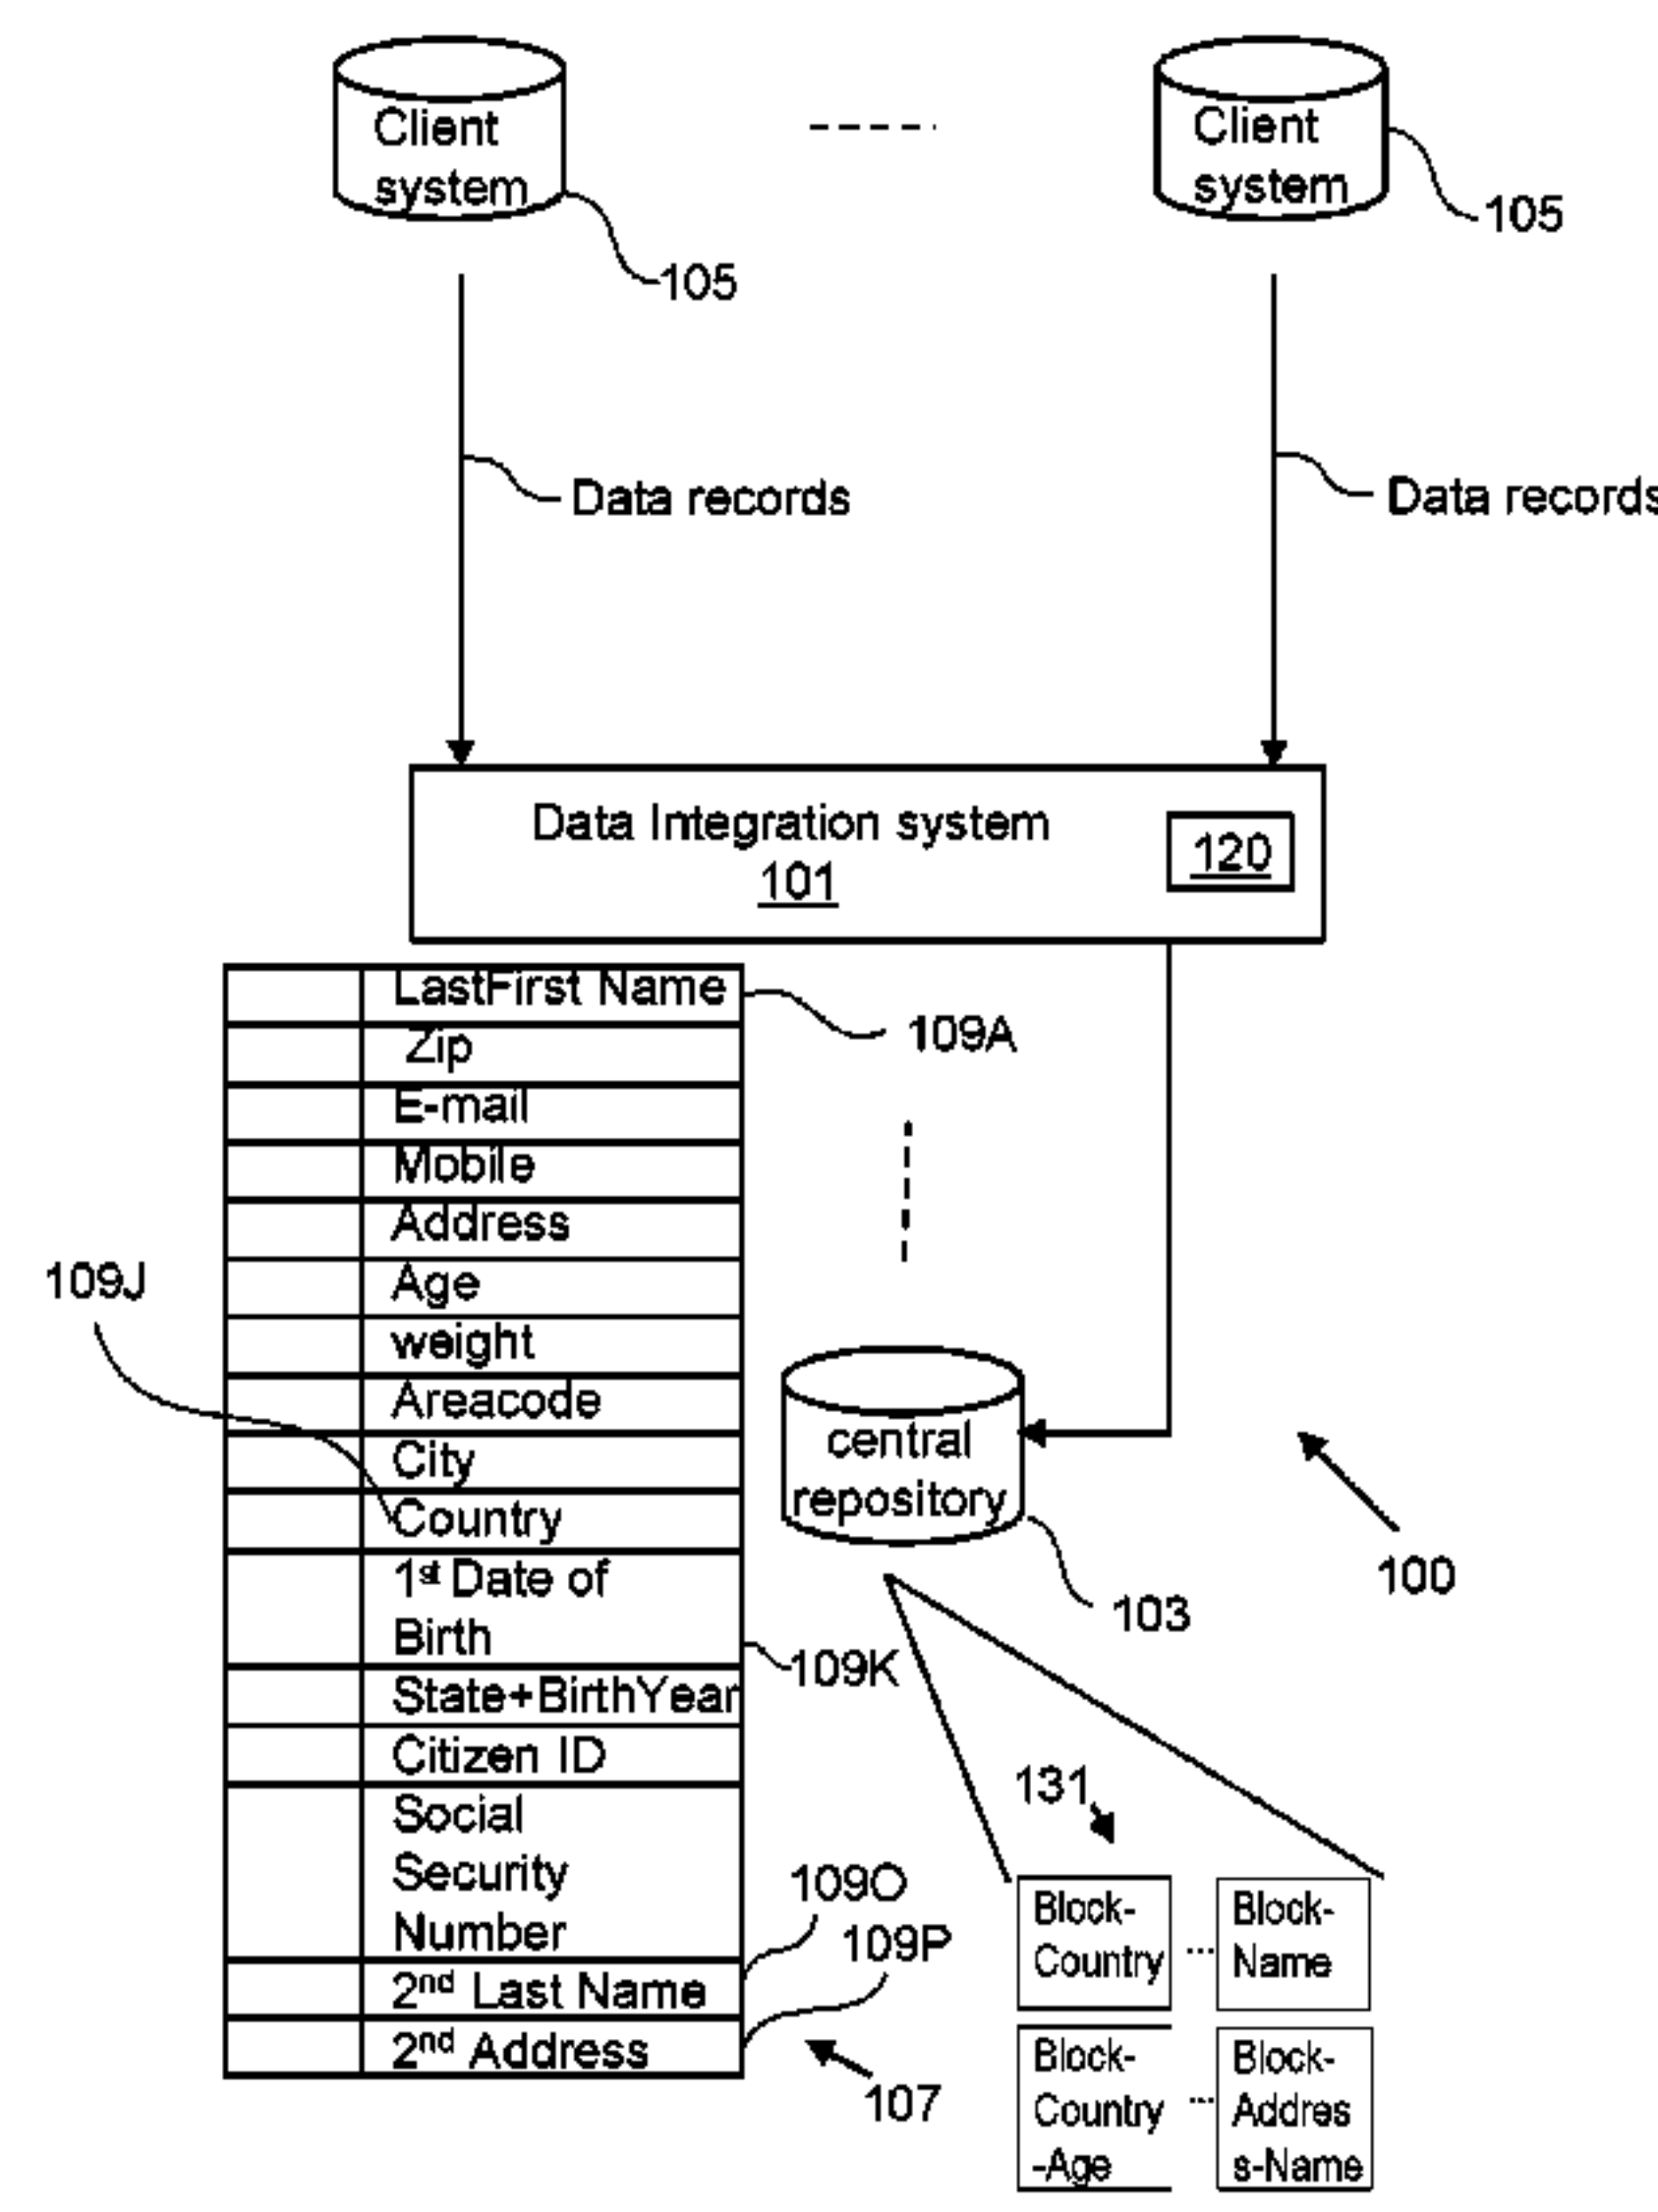 Client
system
105
Client
system
105
Data records
Data records
Data Integration system
101
120
LastFirst Name
109A
Zip
E-mail
Mobile
Address
109J
Age
weight
Areacode
City
Country
1st Date of
Birth
109K
State+BirthYear
Citizen ID
Social
Security
Number
109O
109P
2nd Last Name
2nd Address
107
central
repository
103
100
131
Block-
Country
...
Block-
Name
Block-
Country
-Age
...
Block-
Addres
s-Name